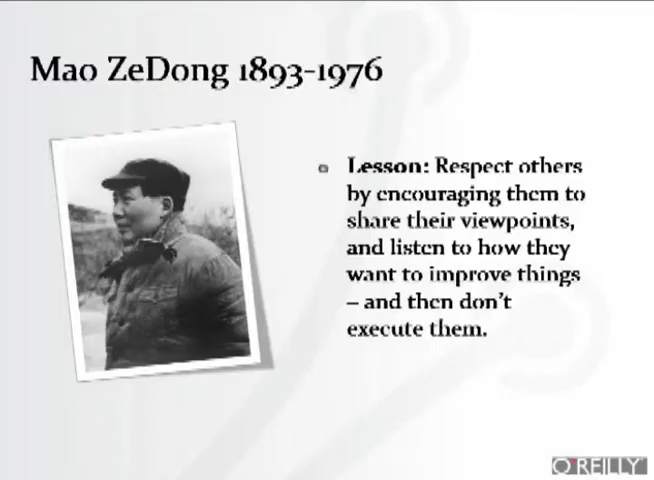 Mao ZeDong 1893-1976
Lesson: Respect others
by encouraging them to
share their viewpoints,
and listen to how they
want to improve things
– and then don't
execute them.
O'REILLY